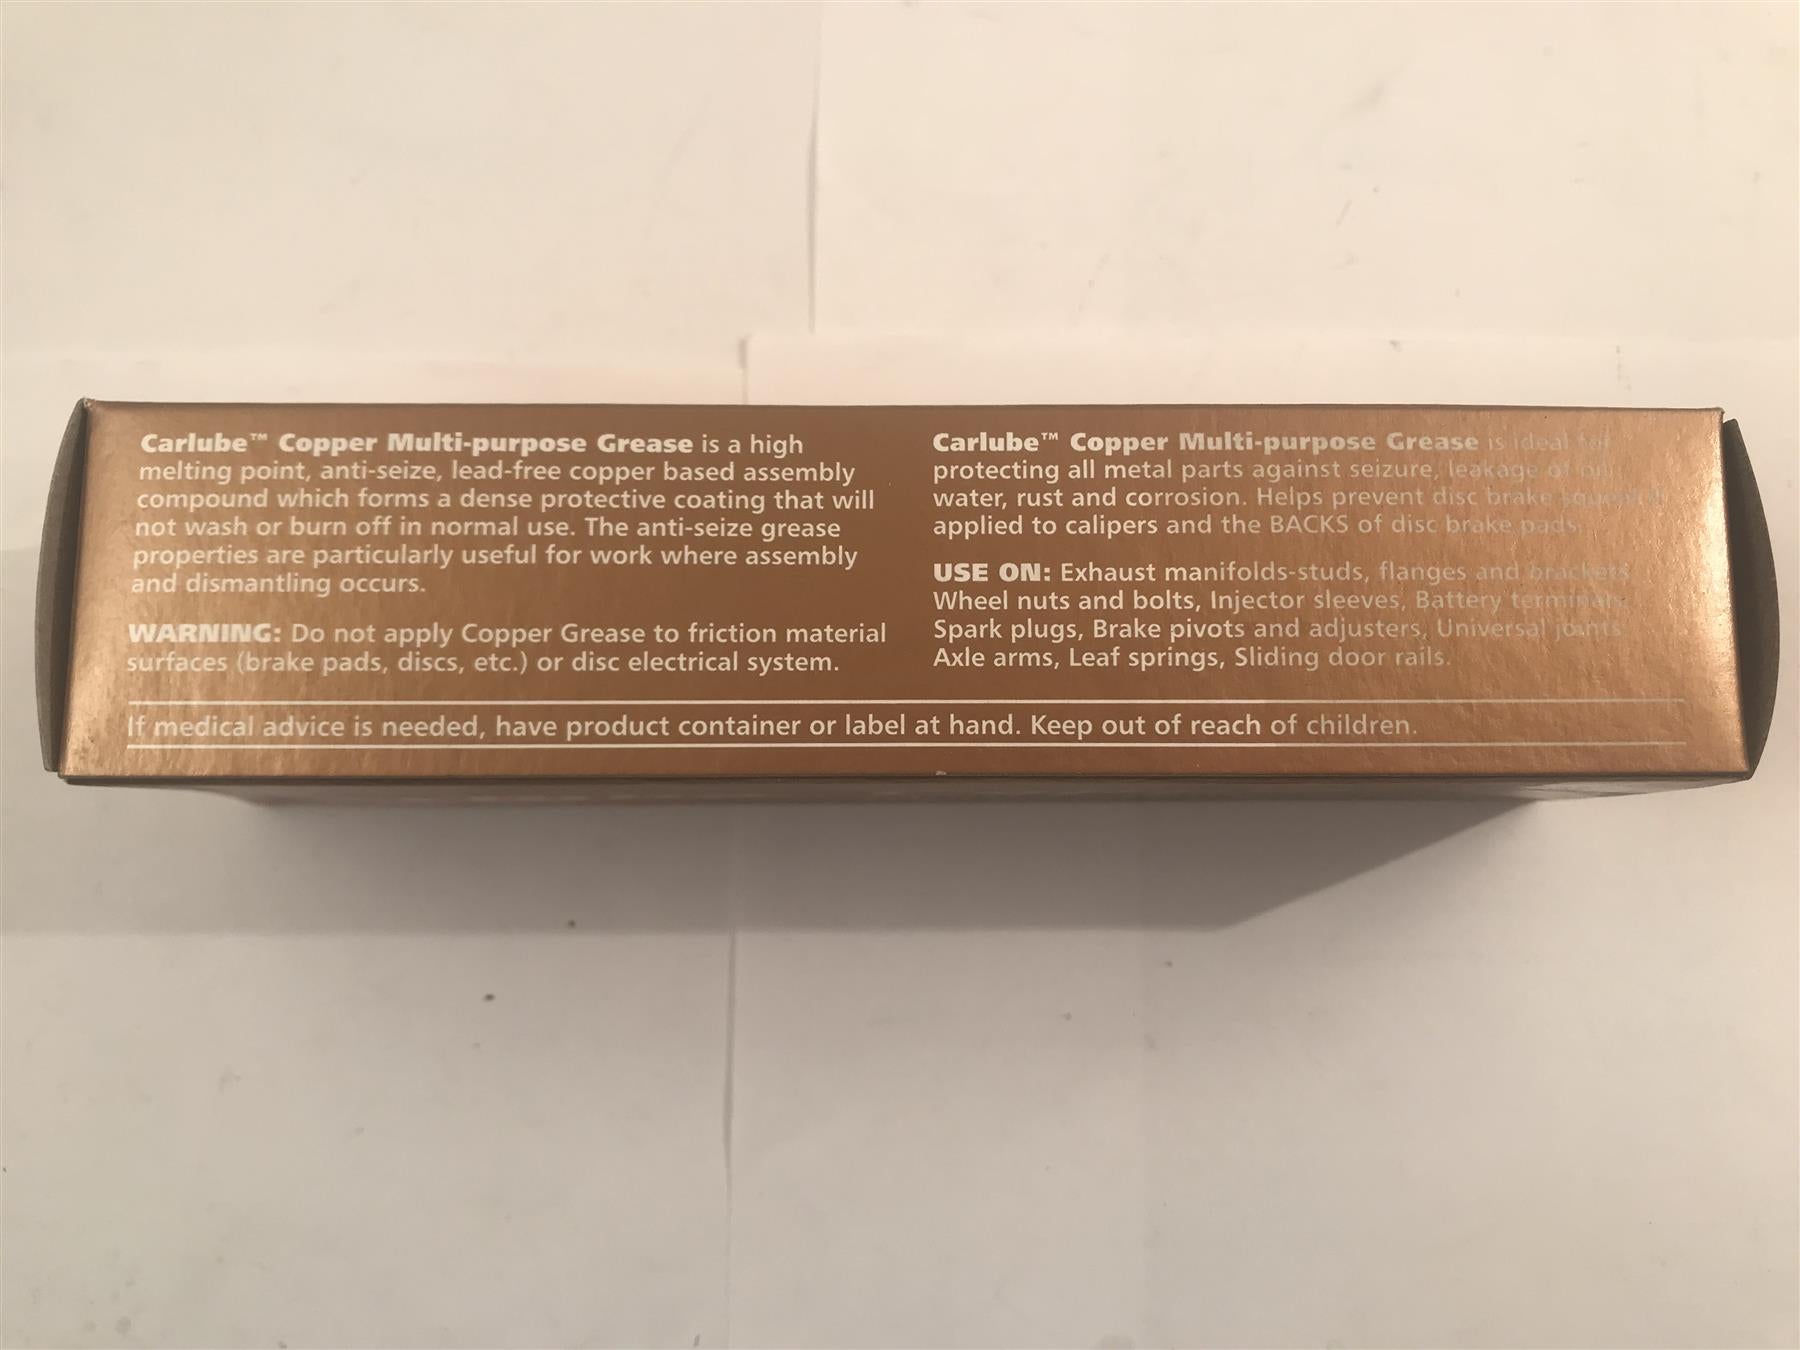 Carlube™ Copper Multi-purpose Grease is a high
melting point, anti-seize, lead-free copper based assembly
compound which forms a dense protective coating that will
not wash or burn off in normal use. The anti-seize grease
properties are particularly useful for work where assembly
and dismantling occurs.
WARNING: Do not apply Copper Grease to friction material
surfaces (brake pads, discs, etc.) or disc electrical system.
Carlube™ Copper Multi-purpose Grease is ideal for
protecting all metal parts against seizure, leakage of oil,
water, rust and corrosion. Helps prevent disc brake squeal if
applied to calipers and the BACKS of disc brake pads.
USE ON: Exhaust manifolds-studs, flanges and brackets,
Wheel nuts and bolts, Injector sleeves, Battery terminals,
Spark plugs, Brake pivots and adjusters, Universal joints,
Axle arms, Leaf springs, Sliding door rails.
If medical advice is needed, have product container or label at hand. Keep out of reach of children.